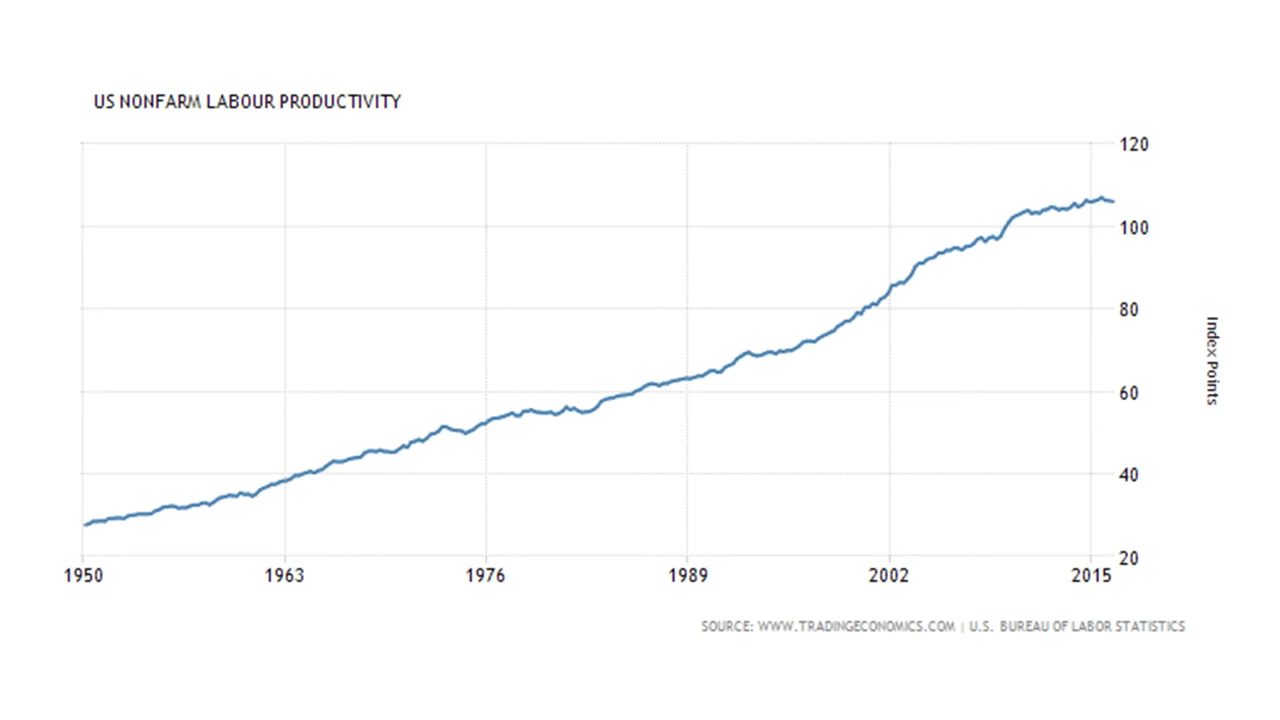 US NONFARM LABOUR PRODUCTIVITY
120
100
80
60
40
20
Index Points
1950 1963 1976 1989 2002 2015
SOURCE: WWW.TRADINGECONOMICS.COM | U.S. BUREAU OF LABOR STATISTICS